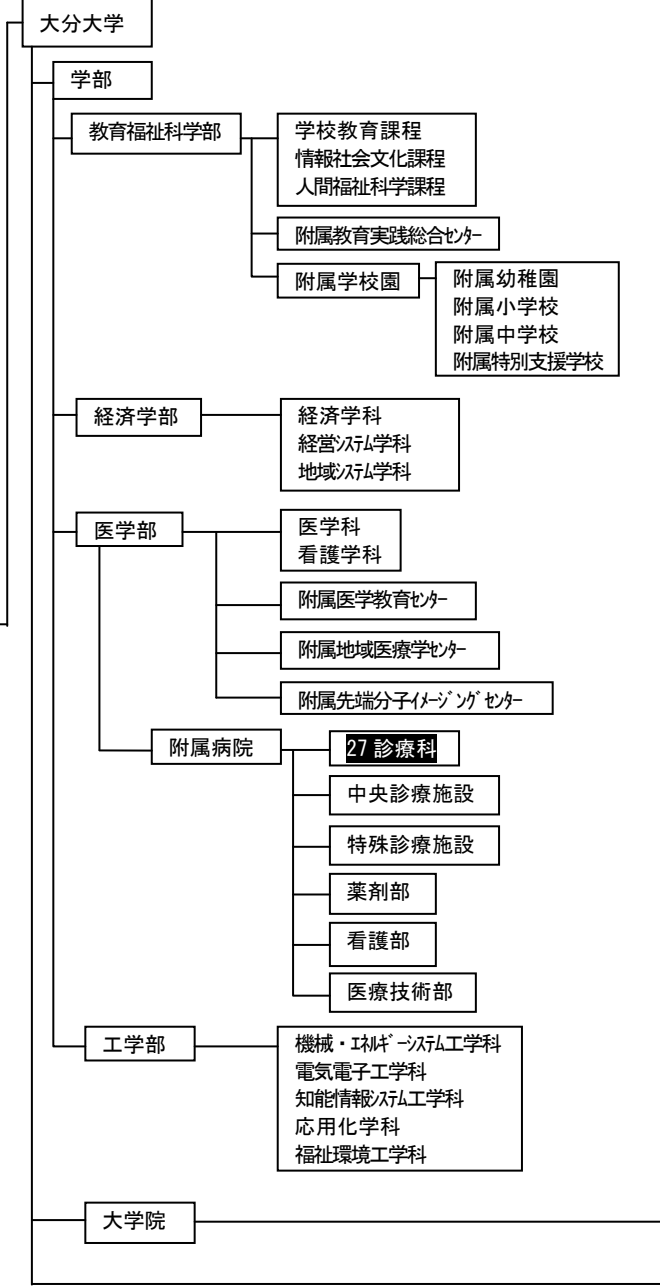 大分大学
学部
教育福祉科学部
学校教育課程
情報社会文化課程
人間福祉科学課程
附属教育実践総合ｾﾝﾀｰ
附属学校園
附属幼稚園
附属小学校
附属中学校
附属特別支援学校
経済学部
経済学科
経営ｼｽﾃﾑ学科
地域ｼｽﾃﾑ学科
医学部
医学科
看護学科
附属医学教育ｾﾝﾀｰ
附属地域医療学ｾﾝﾀｰ
附属先端分子ｲﾒｰｼﾞﾝｸﾞｾﾝﾀｰ
附属病院
27診療科
中央診療施設
特殊診療施設
薬剤部
看護部
医療技術部
工学部
機械・ｴﾈﾙｷﾞｰｼｽﾃﾑ工学科
電気電子工学科
知能情報ｼｽﾃﾑ工学科
応用化学科
福祉環境工学科
大学院